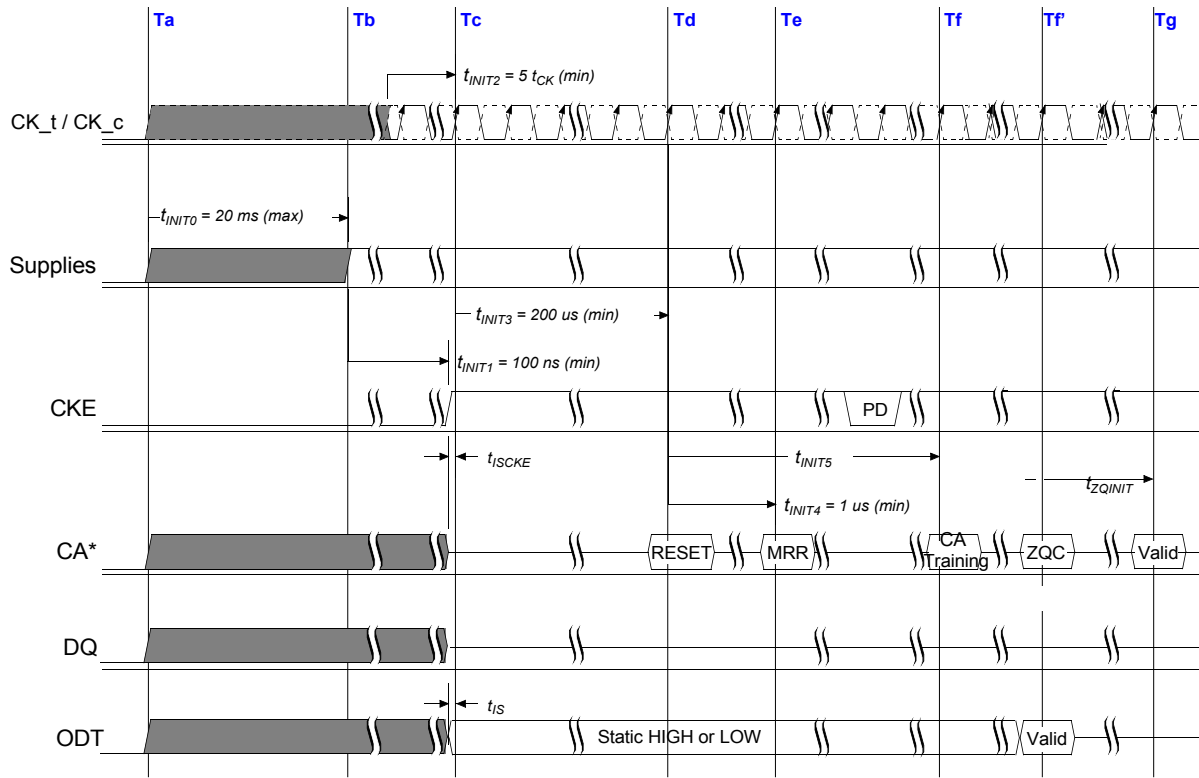 Ta Tb Tc Td Te Tf Tf' Tg
tINIT2 = 5 tCK (min)
CK_t / CK_c
tINIT0 = 20 ms (max)
Supplies
tINIT3 = 200 us (min)
tINIT1 = 100 ns (min)
CKE
PD
tISCKE
tINIT5
tZQINIT
tINIT4 = 1 us (min)
CA*
RESET
MRR
CA
Training
ZQC
Valid
DQ
tIS
ODT
Static HIGH or LOW
Valid